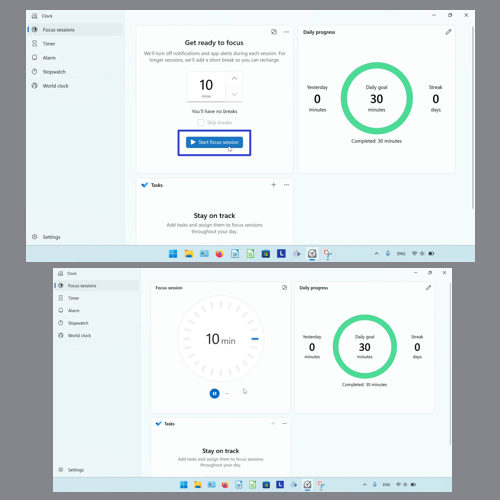 Clock
Focus sessions
Timer
Alarm
Stopwatch
World clock
Settings
Get ready to focus
We'll turn off notifications and app alerts during each session. For
longer sessions, we'll add a short break so you can recharge.
10
mins
You'll have no breaks
Skip breaks
Start focus session
Tasks
Stay on track
Add tasks and assign them to focus sessions
throughout your day.
Daily progress
Yesterday
0
minutes
Daily goal
30
minutes
Streak
0
days
Completed: 30 minutes
ENG
Clock
Focus sessions
Timer
Alarm
Stopwatch
World clock
Settings
Focus session
10 min
Tasks
Stay on track
Add tasks and assign them to focus sessions
throughout your day.
Daily progress
Yesterday
0
minutes
Daily goal
30
minutes
Streak
0
days
Completed: 30 minutes
ENG